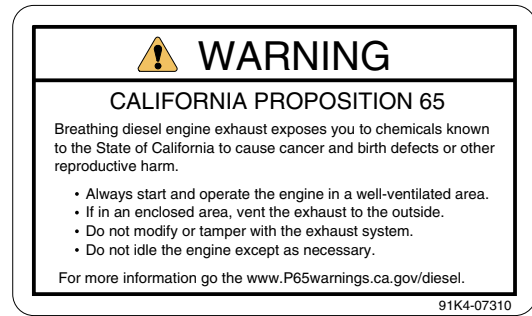 WARNING
CALIFORNIA PROPOSITION 65
Breathing diesel engine exhaust exposes you to chemicals known
to the State of California to cause cancer and birth defects or other
reproductive harm.
• Always start and operate the engine in a well-ventilated area.
• If in an enclosed area, vent the exhaust to the outside.
• Do not modify or tamper with the exhaust system.
• Do not idle the engine except as necessary.
For more information go the www.P65warnings.ca.gov/diesel.
91K4-07310